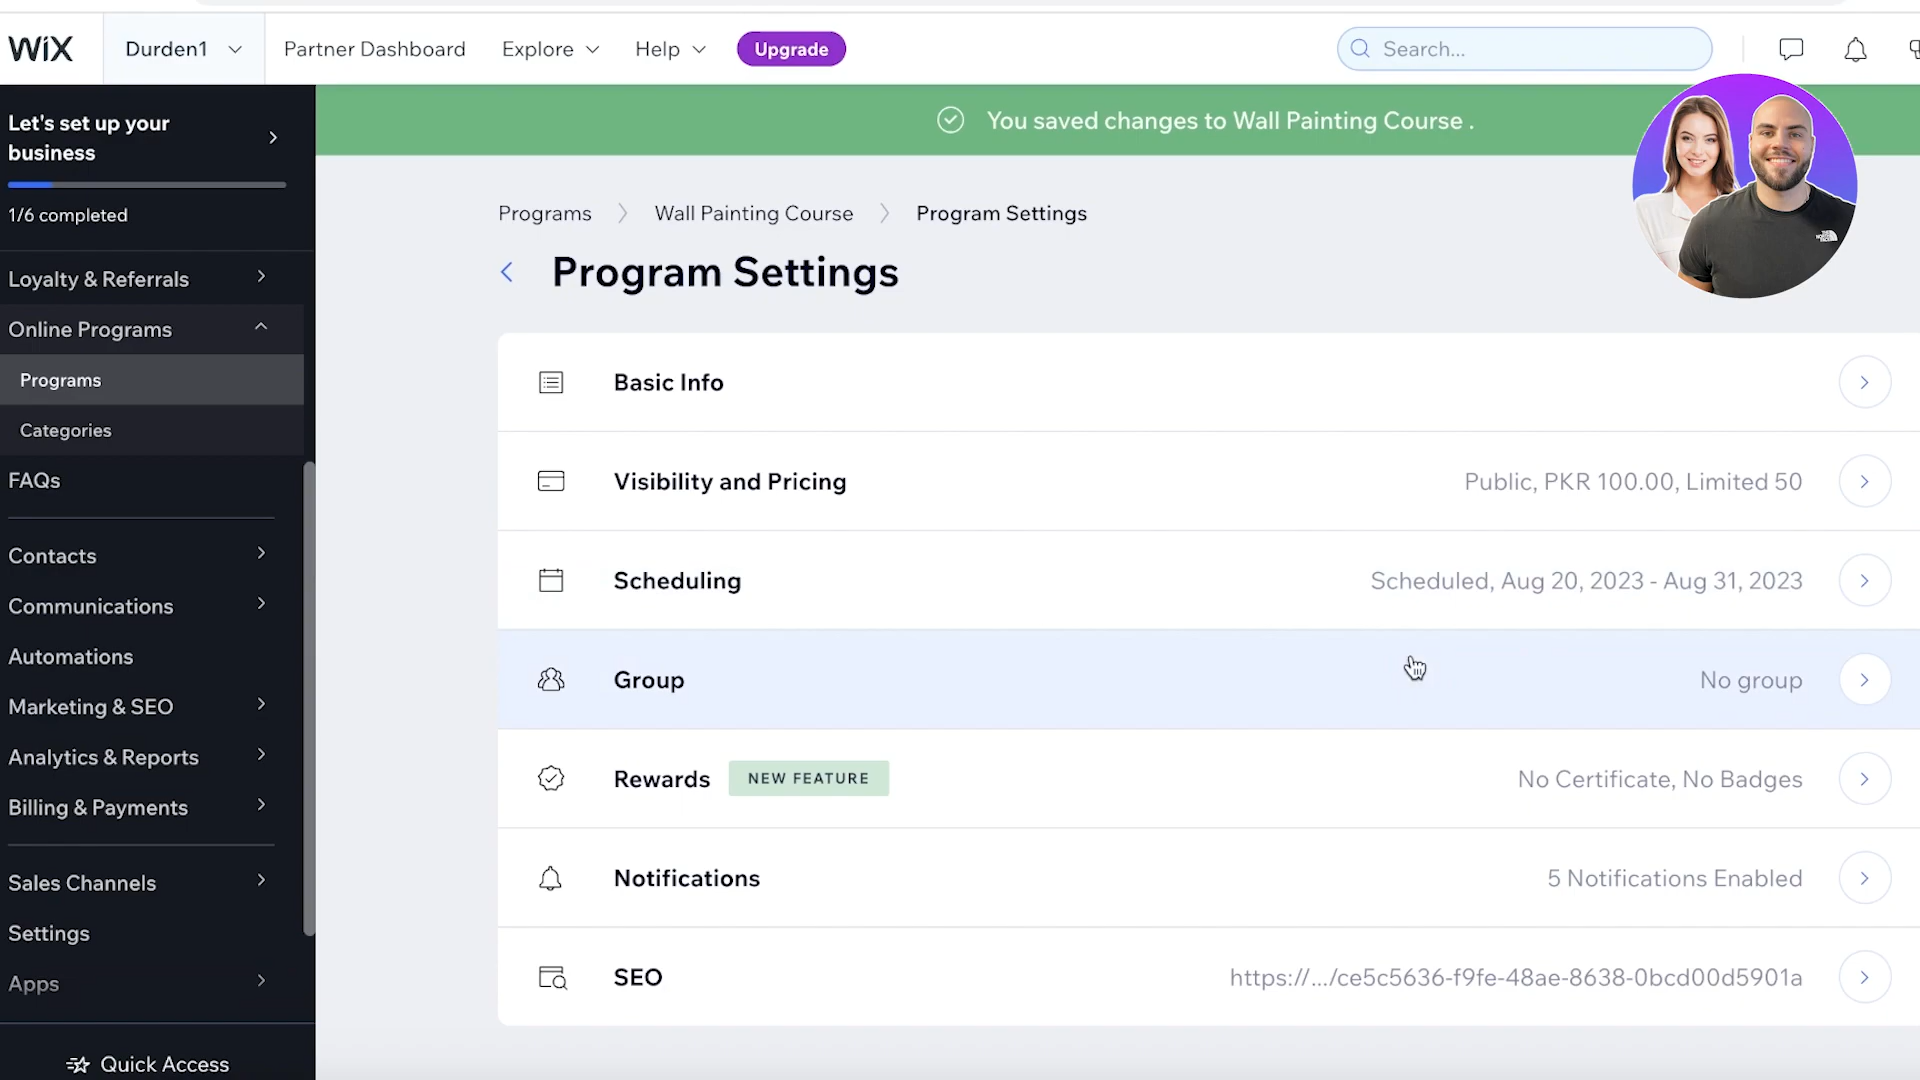 WiX
Durden1
Partner Dashboard
Explore
Help
Upgrade
Search...
Let's set up your
business
1/6 completed
Loyalty & Referrals
Online Programs
Programs
Categories
FAQs
Contacts
Communications
Automations
Marketing & SEO
Analytics & Reports
Billing & Payments
Sales Channels
Settings
Apps
Quick Access
You saved changes to Wall Painting Course .
Programs
Wall Painting Course
Program Settings
Program Settings
Basic Info
Visibility and Pricing
Public, PKR 100.00, Limited 50
Scheduling
Scheduled, Aug 20, 2023 - Aug 31, 2023
Group
No group
Rewards
NEW FEATURE
No Certificate, No Badges
Notifications
5 Notifications Enabled
SEO
https://.../ce5c5636-f9fe-48ae-8638-0bcd00d5901a